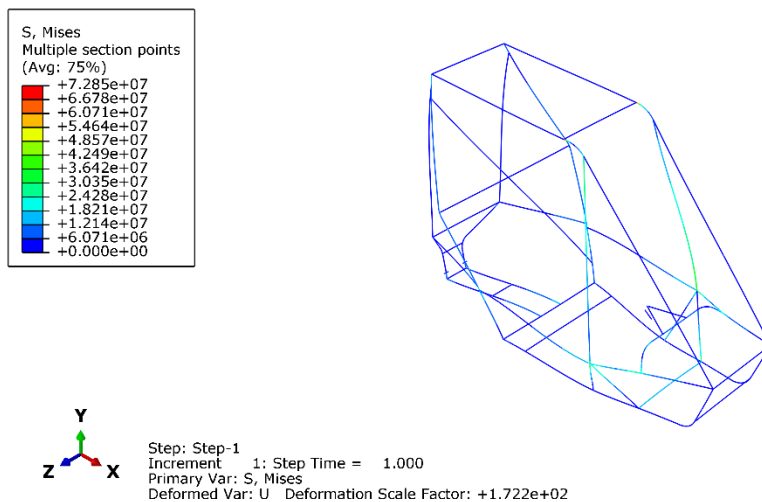 S, Mises
Multiple section points
(Avg: 75%)
+7.285e+07
+6.678e+07
+6.071e+07
+5.464e+07
+4.857e+07
+4.249e+07
+3.642e+07
+3.035e+07
+2.428e+07
+1.821e+07
+1.214e+07
+6.071e+06
+0.000e+00
Y
Z X
Step: Step-1
Increment 1: Step Time = 1.000
Primary Var: S, Mises
Deformed Var: U Deformation Scale Factor: +1.722e+02